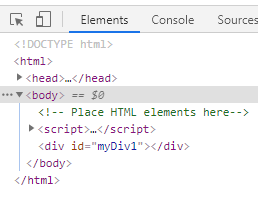 Elements Console Sources
<!DOCTYPE html>
<html>
<head>…</head>
<body> == $0
<!-- Place HTML elements here-->
<script>…</script>
<div id="myDiv1"></div>
</body>
</html>